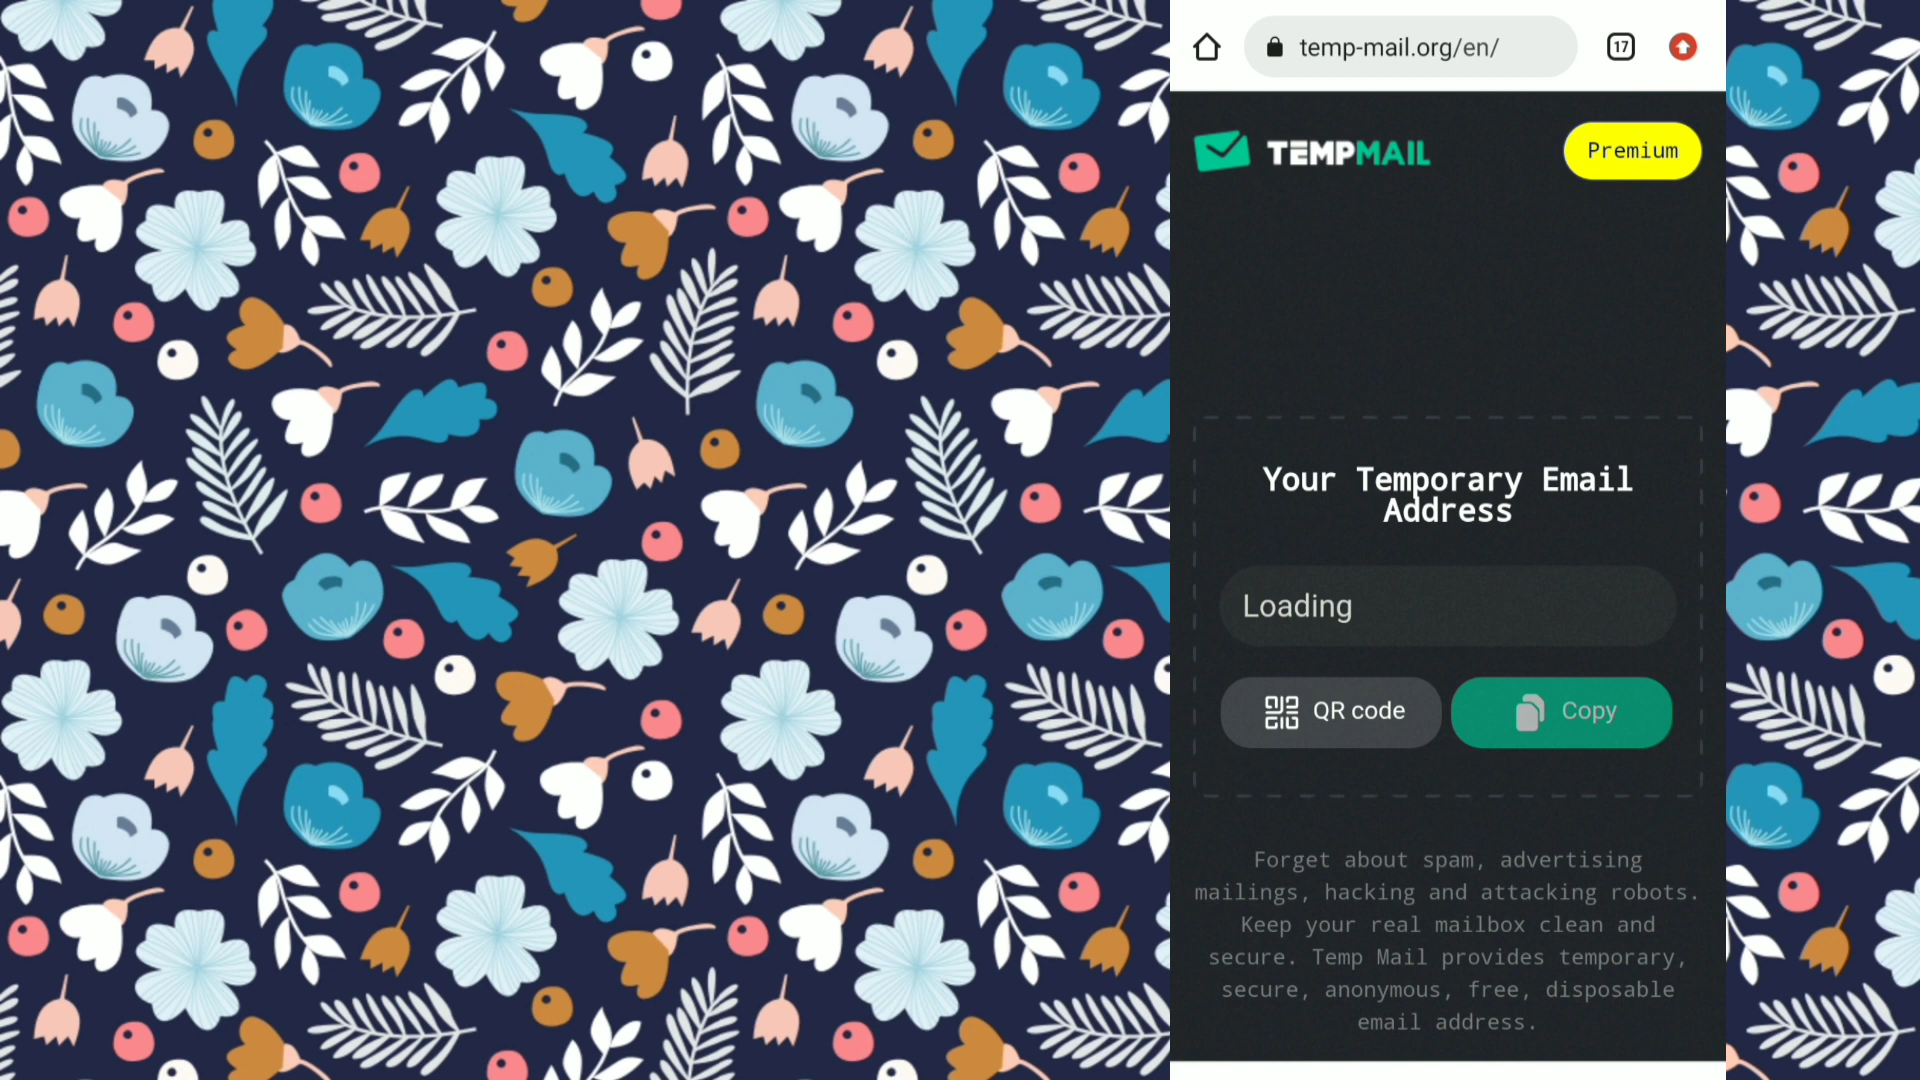 temp-mail.org/en/
17
TEMPMAIL
Premium
Your Temporary Email
Address
Loading
QR code
Copy
Forget about spam, advertising
mailings, hacking and attacking robots.
Keep your real mailbox clean and
secure. Temp Mail provides temporary,
secure, anonymous, free, disposable
email address.